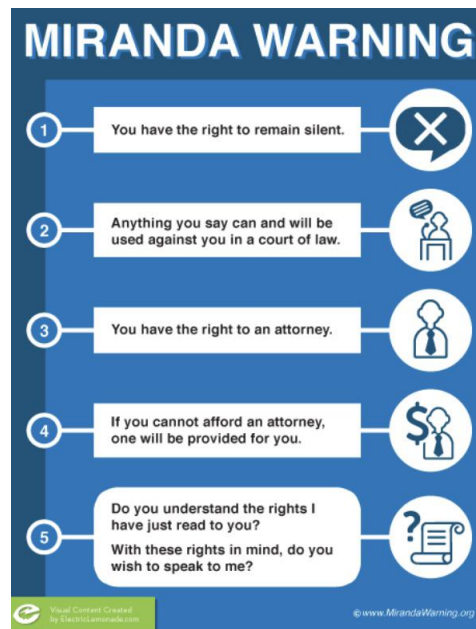 MIRANDA WARNING
1
You have the right to remain silent.
2
Anything you say can and will be
used against you in a court of law.
3
You have the right to an attorney.
4
If you cannot afford an attorney,
one will be provided for you.
5
Do you understand the rights I
have just read to you?
With these rights in mind, do you
wish to speak to me?
Visual Content Created
by ElectricLemonade.com
© www.MirandaWarning.org